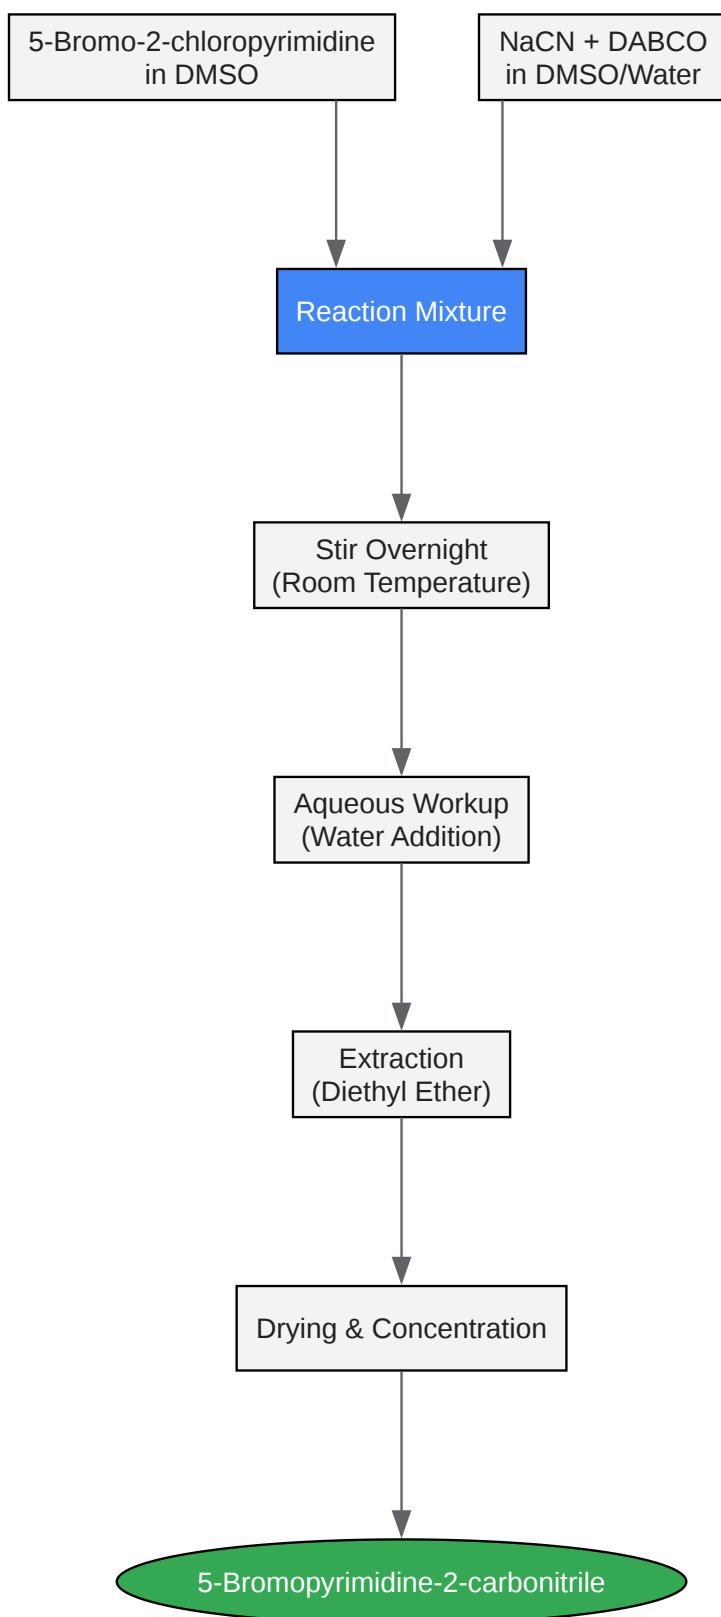 5-Bromo-2-chloropyrimidine
in DMSO
NaCN + DABCO
in DMSO/Water
Reaction Mixture
Stir Overnight
(Room Temperature)
Aqueous Workup
(Water Addition)
Extraction
(Diethyl Ether)
Drying & Concentration
5-Bromopyrimidine-2-carbonitrile